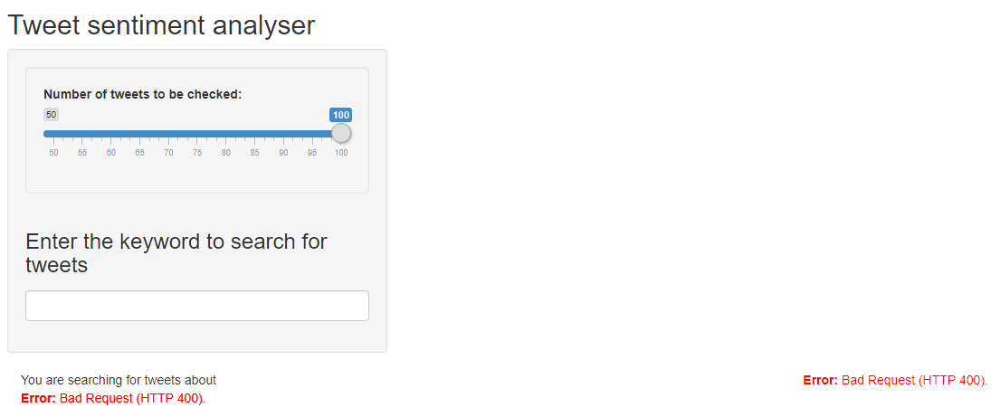 Tweet sentiment analyser
Number of tweets to be checked:
50 100
50 55 60 65 70 75 80 85 90 95 100
Enter the keyword to search for
tweets
You are searching for tweets about
Error: Bad Request (HTTP 400).
Error: Bad Request (HTTP 400).